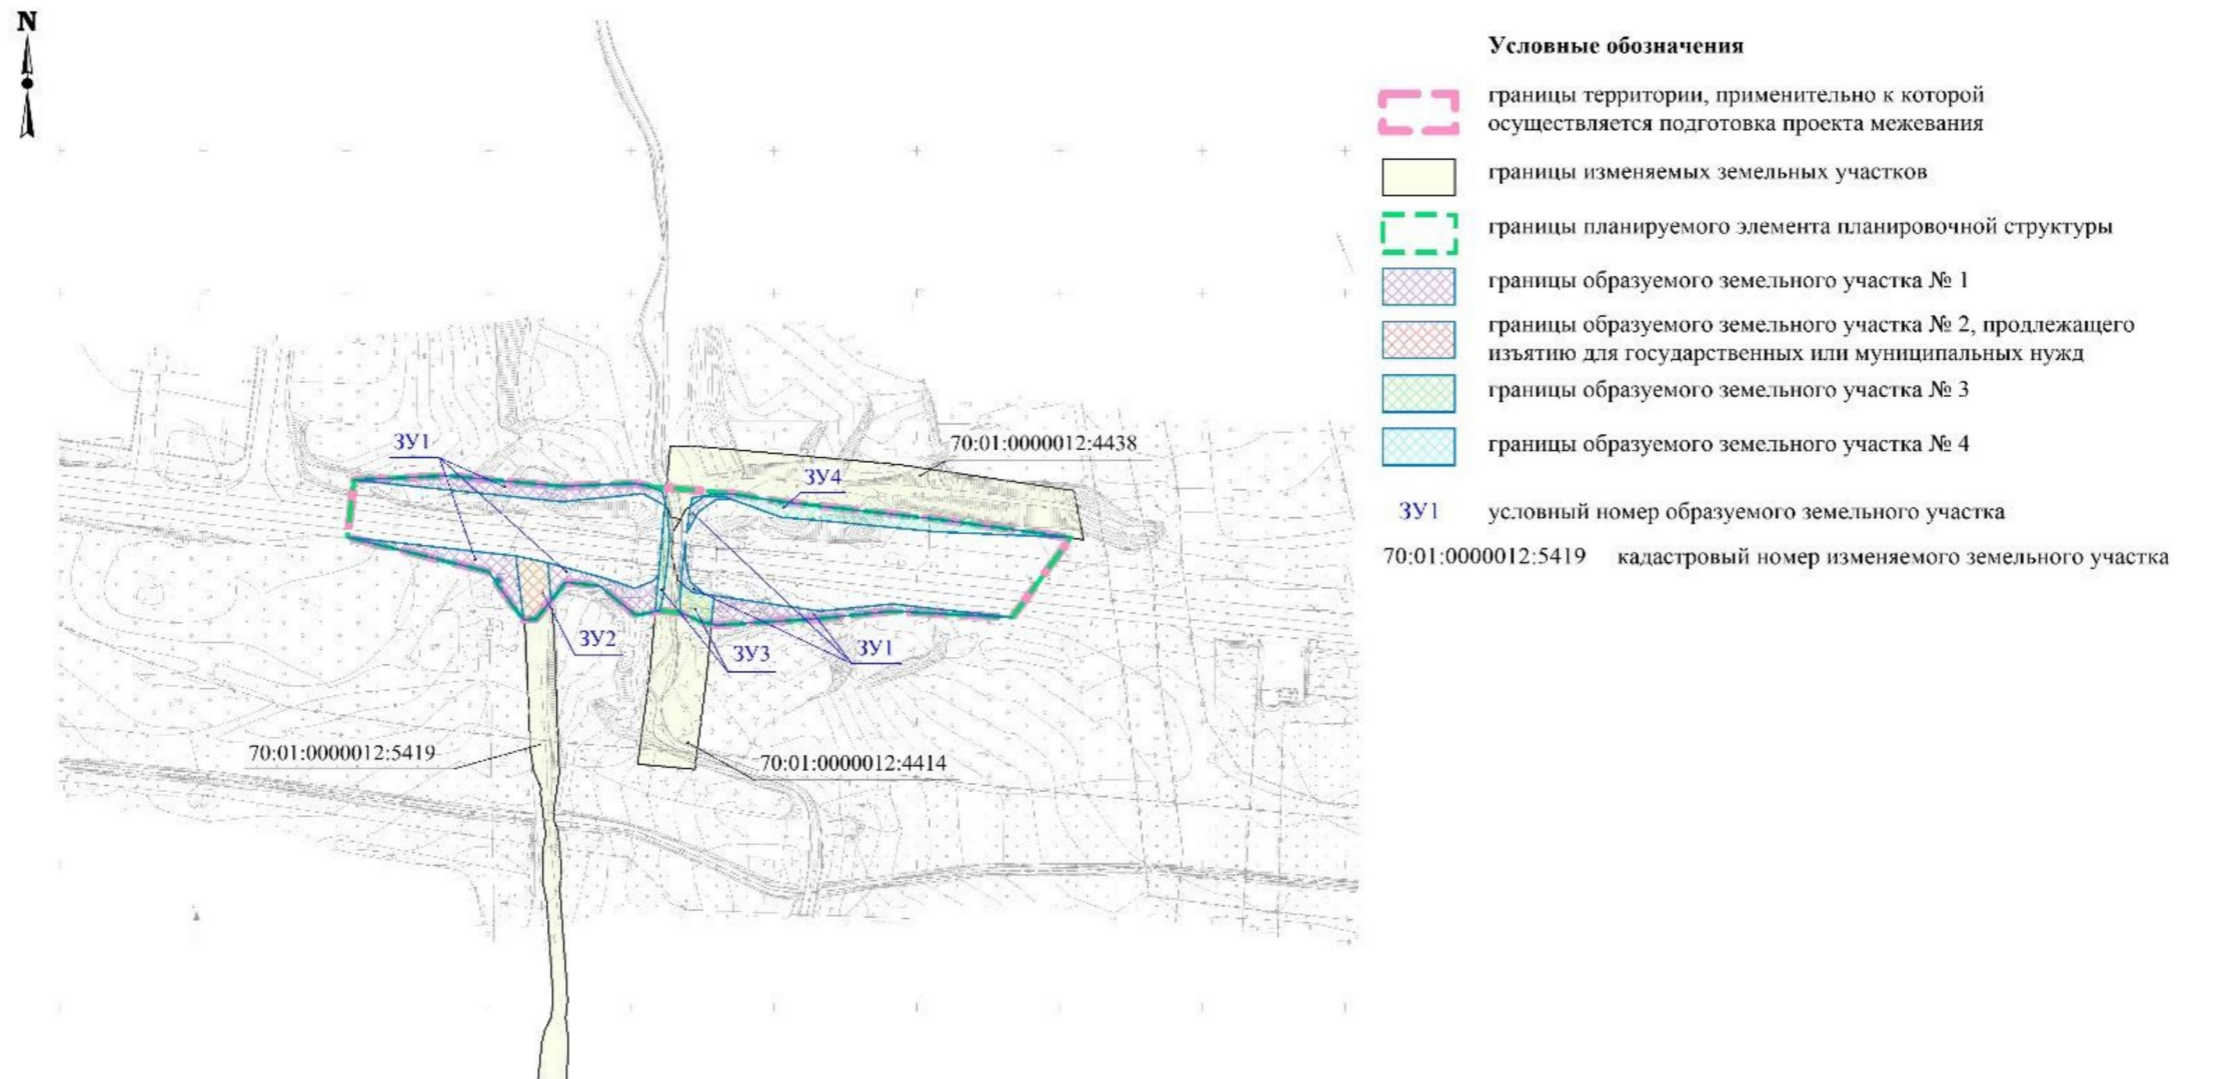 N
ЗУ1
70:01:0000012:4438
ЗУ4
ЗУ2
ЗУ3
ЗУ1
70:01:0000012:5419
70:01:0000012:4414
Условные обозначения
границы территории, применительно к которой
осуществляется подготовка проекта межевания
границы изменяемых земельных участков
границы планируемого элемента планировочной структуры
границы образуемого земельного участка № 1
границы образуемого земельного участка № 2, продлежащего
изъятию для государственных или муниципальных нужд
границы образуемого земельного участка № 3
границы образуемого земельного участка № 4
ЗУ1 условный номер образуемого земельного участка
70:01:0000012:5419 кадастровый номер изменяемого земельного участка